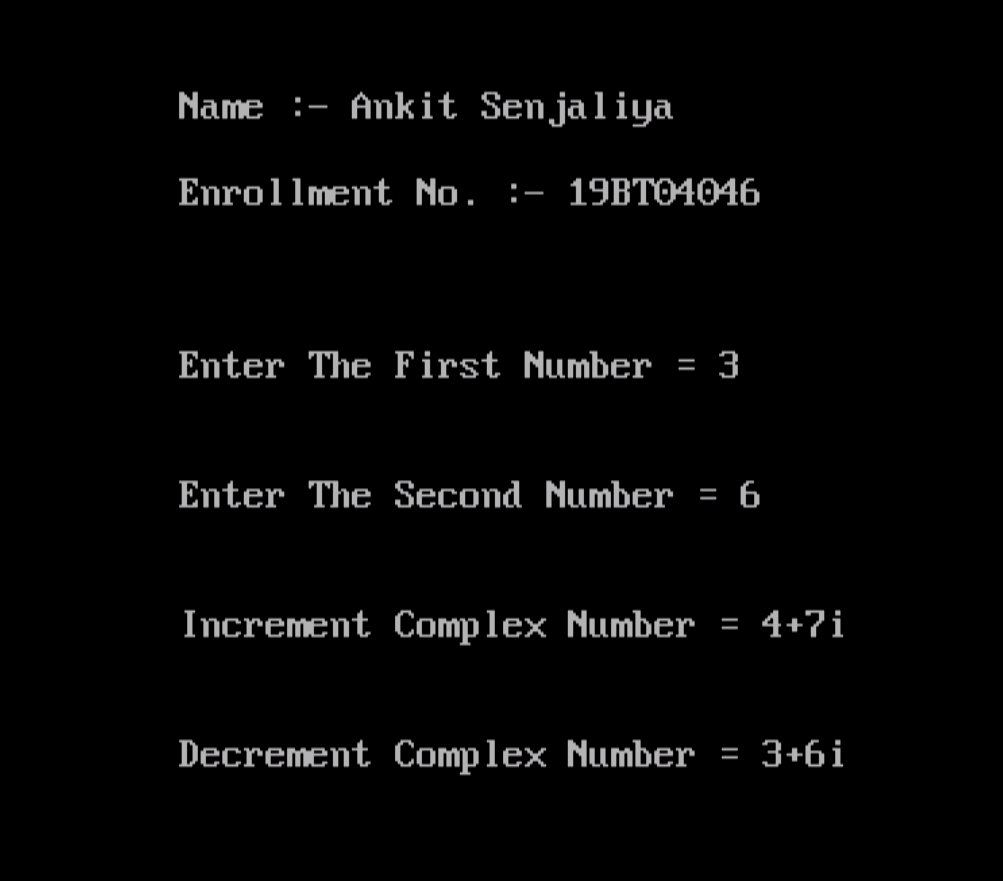 Name :- Ankit Senjaliya
Enrollment No. :- 19BT04046
Enter The First Number = 3
Enter The Second Number = 6
Increment Complex Number = 4+7i
Decrement Complex Number = 3+6i